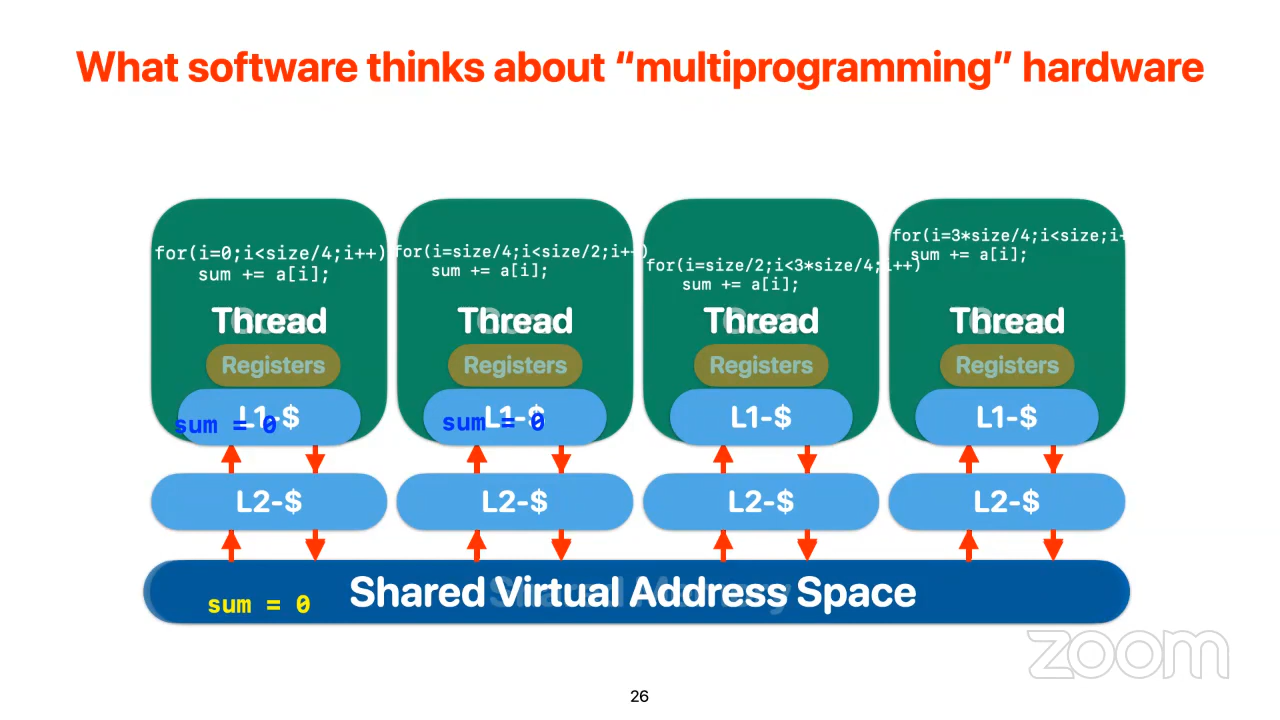 What software thinks about “multiprogramming” hardware
for(i=0;i<size/4;i++)
sum += a[i];
Thread
Registers
L1-$
sum = 0
L2-$
for(i=size/4;i<size/2;i++)
sum += a[i];
Thread
Registers
L1-$
sum = 0
L2-$
for(i=size/2;i<3*size/4;i++)
sum += a[i];
Thread
Registers
L1-$
L2-$
for(i=3*size/4;i<size;i+
sum += a[i];
Thread
Registers
L1-$
L2-$
sum = 0
Shared Virtual Address Space
zoom
26